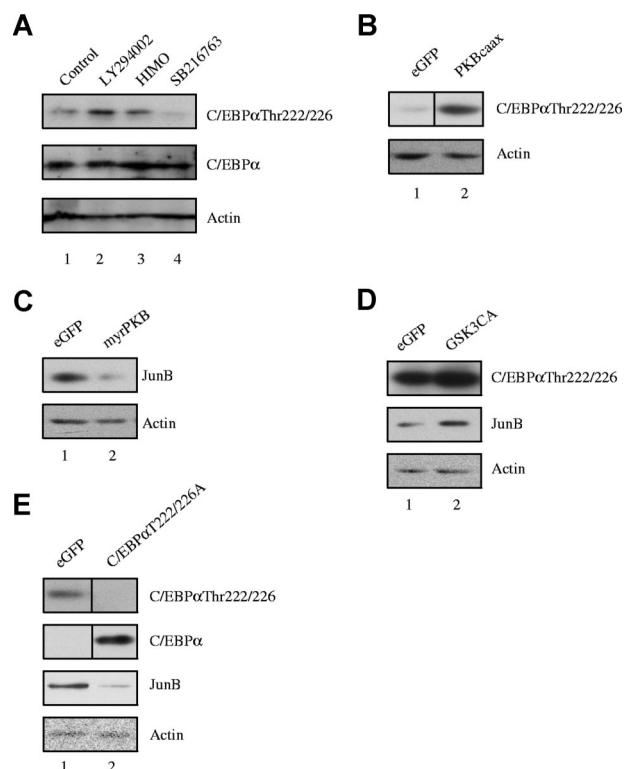 A
Control LY294002 HIMO SB216763
C/EBPαThr222/226
C/EBPα
Actin
1 2 3 4
B
eGFP PKBcaax
C/EBPαThr222/226
Actin
1 2
C
eGFP myrPKB
JunB
Actin
1 2
D
eGFP GSK3CA
C/EBPαThr222/226
JunB
Actin
1 2
E
eGFP C/EBPαT222/226A
C/EBPαThr222/226
C/EBPα
JunB
Actin
1 2